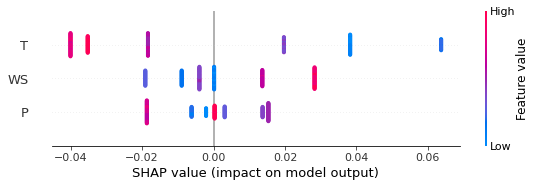 High
T
WS
P
Low
Feature value
−0.04 −0.02 0.00 0.02 0.04 0.06
SHAP value (impact on model output)